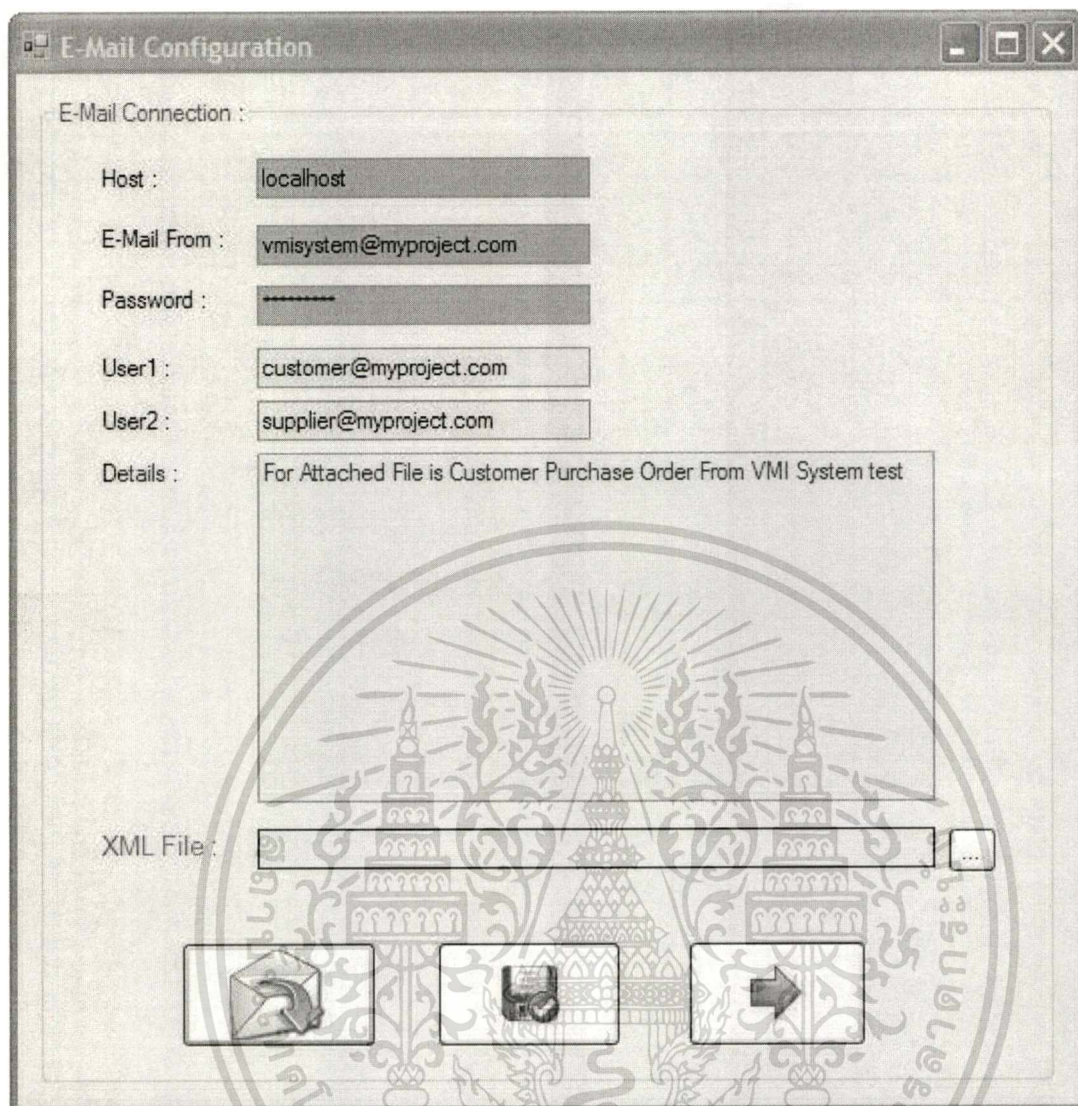 E-Mail Configuration
E-Mail Connection :
Host : localhost
E-Mail From : vmisystem@myproject.com
Password : *********
User1 : customer@myproject.com
User2 : supplier@myproject.com
Details : For Attached File is Customer Purchase Order From VMI System test
XML File : ...